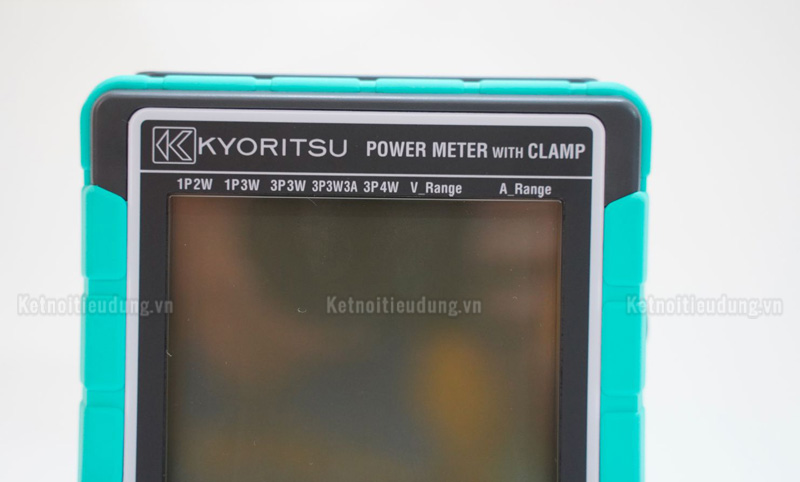 KYORITSU POWER METER WITH CLAMP
1P2W 1P3W 3P3W 3P3W3A 3P4W V_Range A_Range
Ketnoitieudung.vn Ketnoitieudung.vn Ketnoitieudung.vn